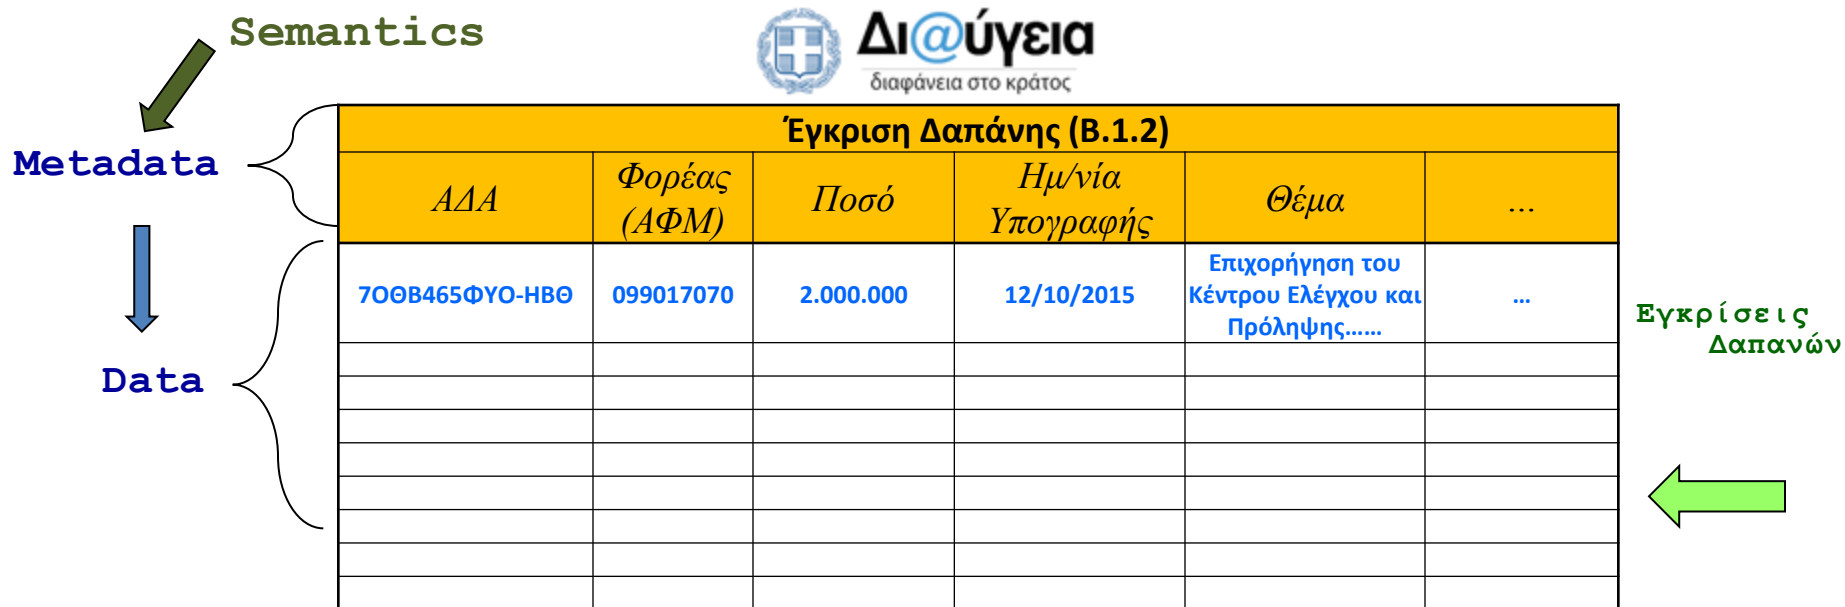 Semantics
Δι@ύγεια
διαφάνεια στο κράτος
Metadata
Έγκριση Δαπάνης (Β.1.2)
ΑΔΑ
Φορέας
(ΑΦΜ)
Ποσό
Ημ/νία
Υπογραφής
Θέμα
...
7ΟΘΒ465ΦΥΟ-ΗΒΘ
099017070
2.000.000
12/10/2015
Επιχορήγηση του
Κέντρου Ελέγχου και
Πρόληψης......
...
Εγκρίσεις
Δαπανών
Data